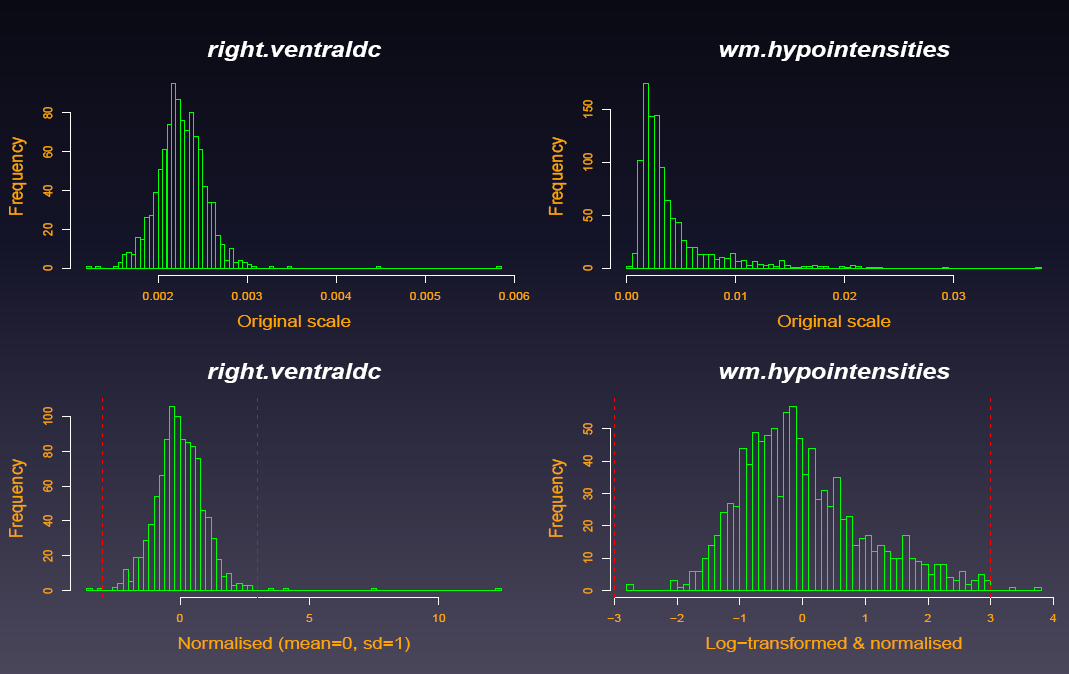 right.ventraldc
Frequency
0 20 40 60 80
0.002 0.003 0.004 0.005 0.006
Original scale
wm.hypointensities
Frequency
0 50 100 150
0.00 0.01 0.02 0.03
Original scale
right.ventraldc
Frequency
0 20 40 60 80 100
0 5 10
Normalised (mean=0, sd=1)
wm.hypointensities
Frequency
0 10 20 30 40 50
−3 −2 −1 0 1 2 3 4
Log−transformed & normalised